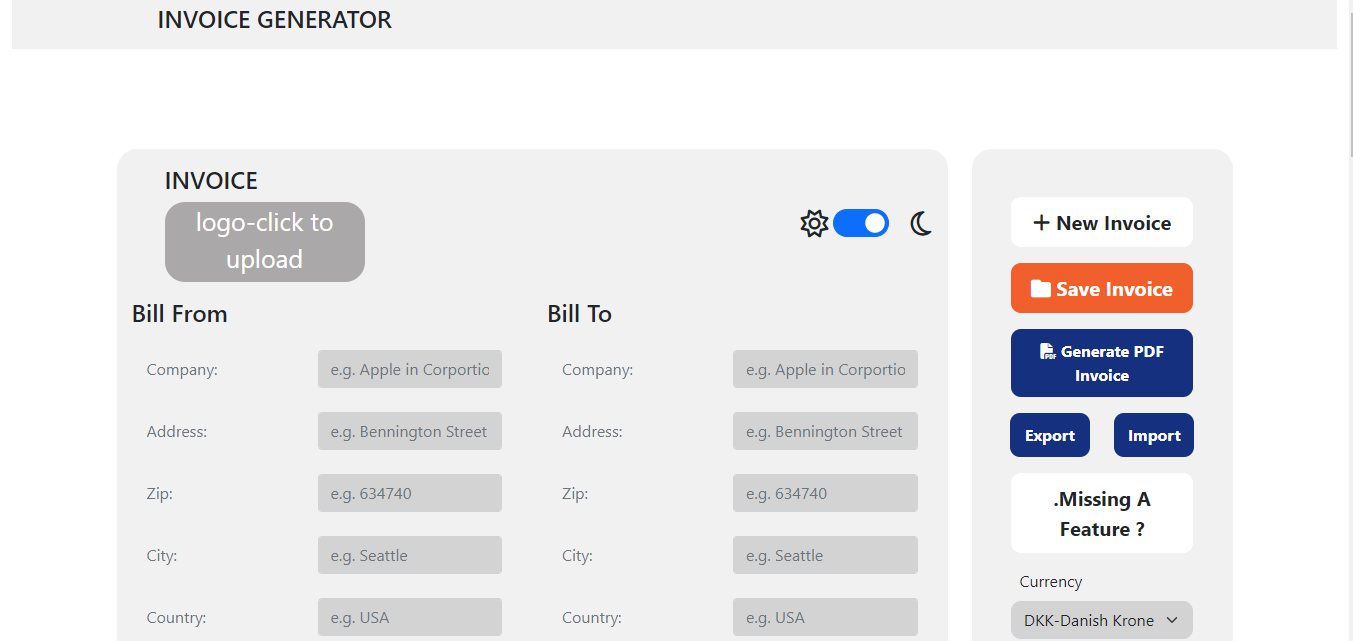 INVOICE GENERATOR
INVOICE
logo-click to
upload
Bill From
Company:
e.g. Apple in Corportio
Address:
e.g. Bennington Street
Zip:
e.g. 634740
City:
e.g. Seattle
Country:
e.g. USA
Bill To
Company:
e.g. Apple in Corportio
Address:
e.g. Bennington Street
Zip:
e.g. 634740
City:
e.g. Seattle
Country:
e.g. USA
+ New Invoice
Save Invoice
PDF Generate PDF
Invoice
Export
Import
.Missing A
Feature ?
Currency
DKK-Danish Krone